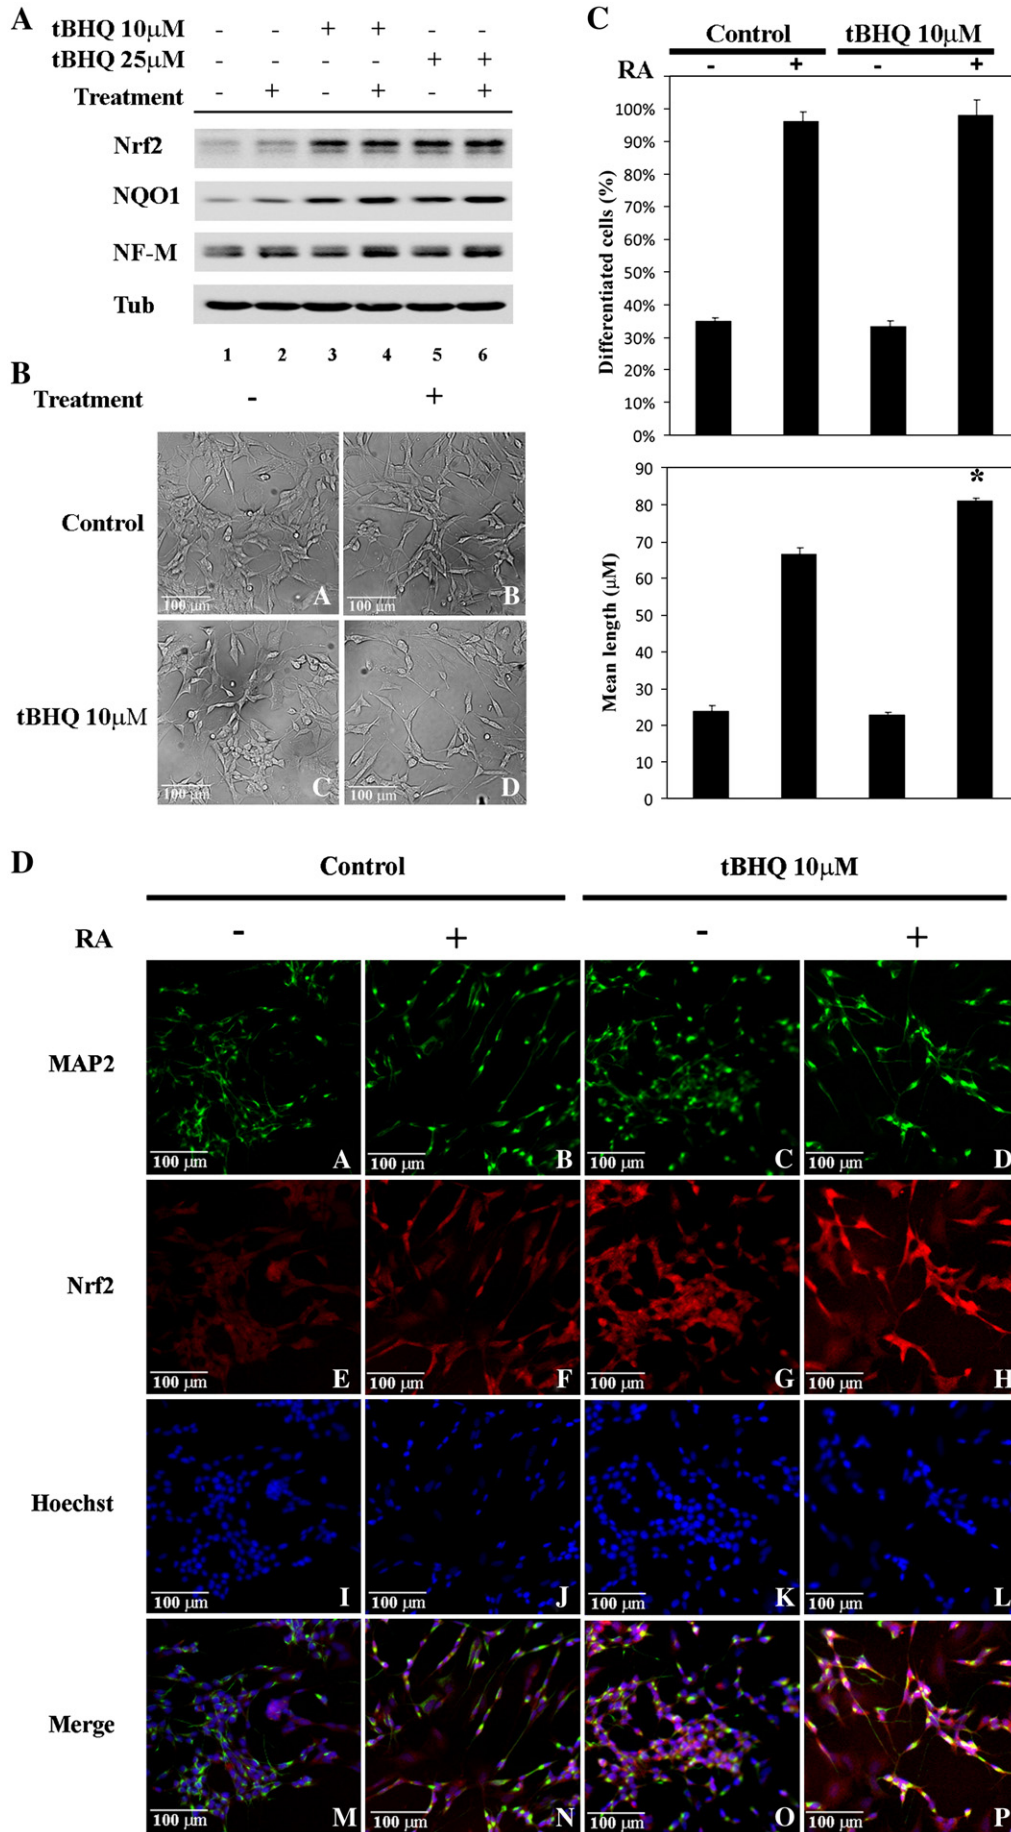 A
tBHQ 10μM - - + + - -
tBHQ 25μM - - - - + +
Treatment - + - + - +
Nrf2
NQO1
NF-M
Tub
1 2 3 4 5 6
B
Treatment - +
Control
100 μm A
100 μm B
tBHQ 10μM
100 μm C
100 μm D
C
Control tBHQ 10μM
RA - + - +
Differentiated cells (%)
100%
90%
80%
70%
60%
50%
40%
30%
20%
10%
0%
Mean length (μM)
90
80
70
60
50
40
30
20
10
0
*
D
Control tBHQ 10μM
RA - + - +
MAP2
100 μm A
100 μm B
100 μm C
100 μm D
Nrf2
100 μm E
100 μm F
100 μm G
100 μm H
Hoechst
100 μm I
100 μm J
100 μm K
100 μm L
Merge
100 μm M
100 μm N
100 μm O
100 μm P